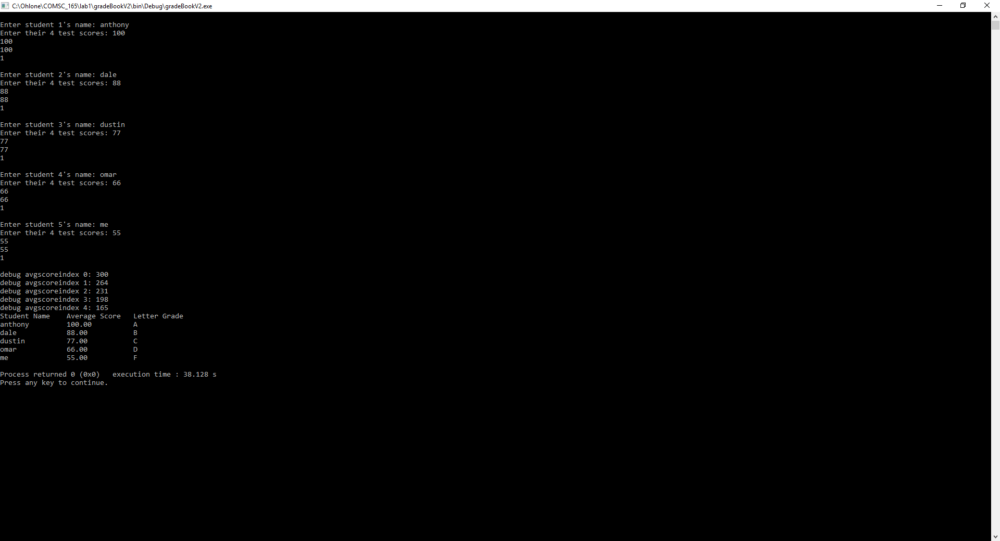 C:\Ohlone\COMSC_165\lab1\gradeBookV2\bin\Debug\gradeBookV2.exe
Enter student 1's name: anthony
Enter their 4 test scores: 100
100
100
1
Enter student 2's name: dale
Enter their 4 test scores: 88
88
88
1
Enter student 3's name: dustin
Enter their 4 test scores: 77
77
77
1
Enter student 4's name: omar
Enter their 4 test scores: 66
66
66
1
Enter student 5's name: me
Enter their 4 test scores: 55
55
55
1
debug avgscoreindex 0: 300
debug avgscoreindex 1: 264
debug avgscoreindex 2: 231
debug avgscoreindex 3: 198
debug avgscoreindex 4: 165
Student Name    Average Score   Letter Grade
anthony         100.00          A
dale            88.00           B
dustin          77.00           C
omar            66.00           D
me              55.00           F
Process returned 0 (0x0)   execution time : 38.128 s
Press any key to continue.